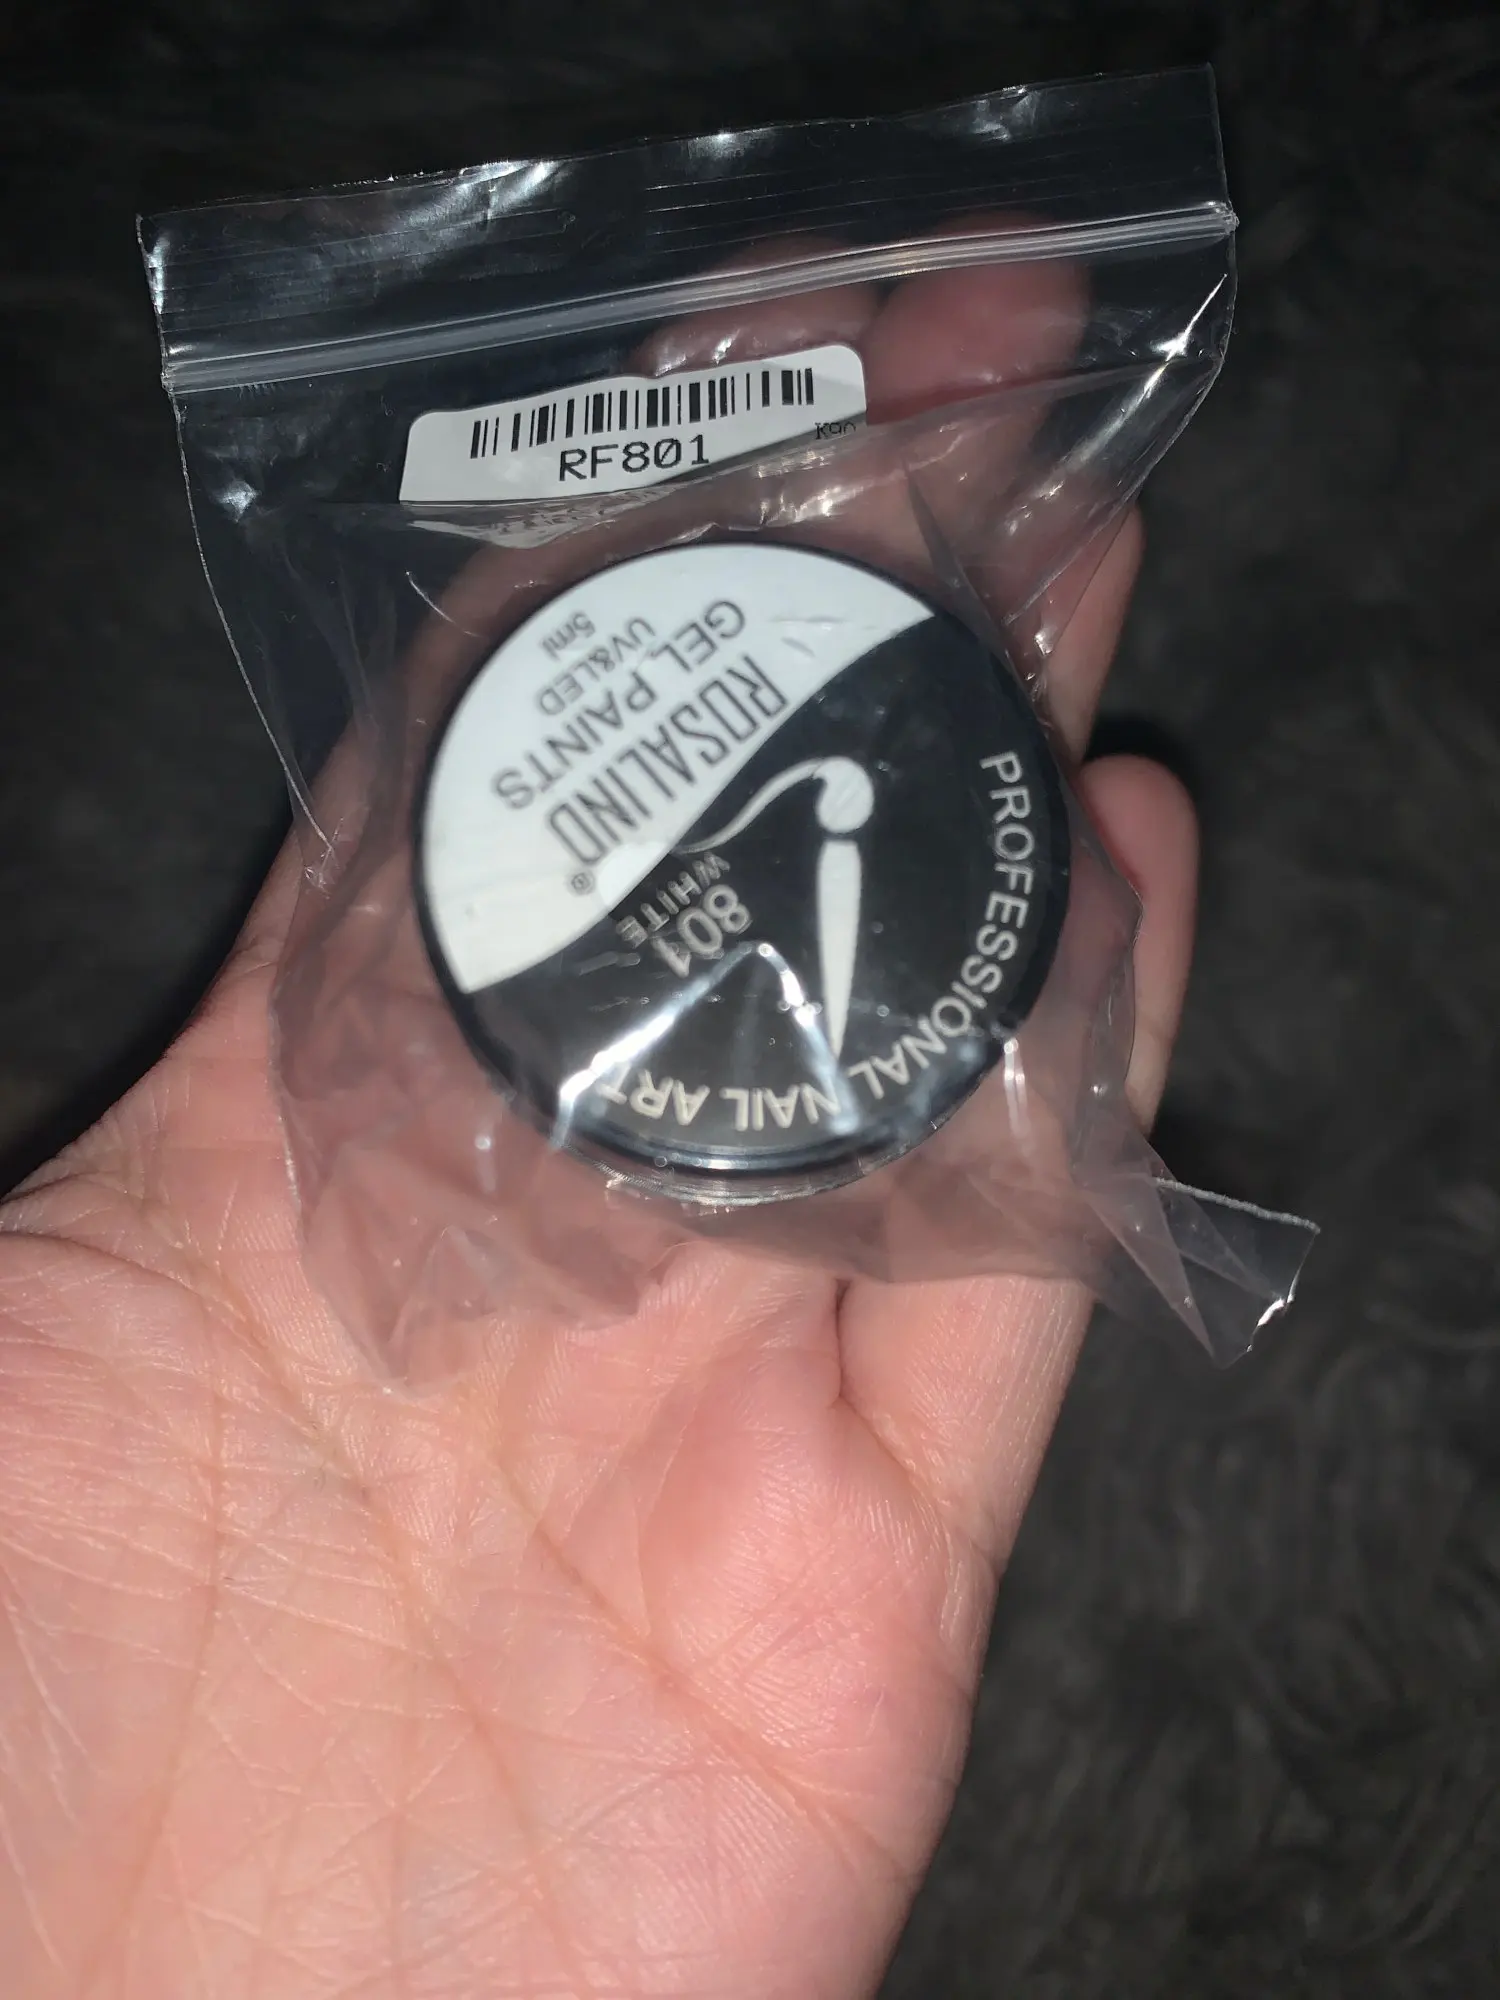 RF801
ROSALIND®
GEL PAINTS
UV&LED
5ml
801
WHITE
PROFESSIONAL NAIL ART